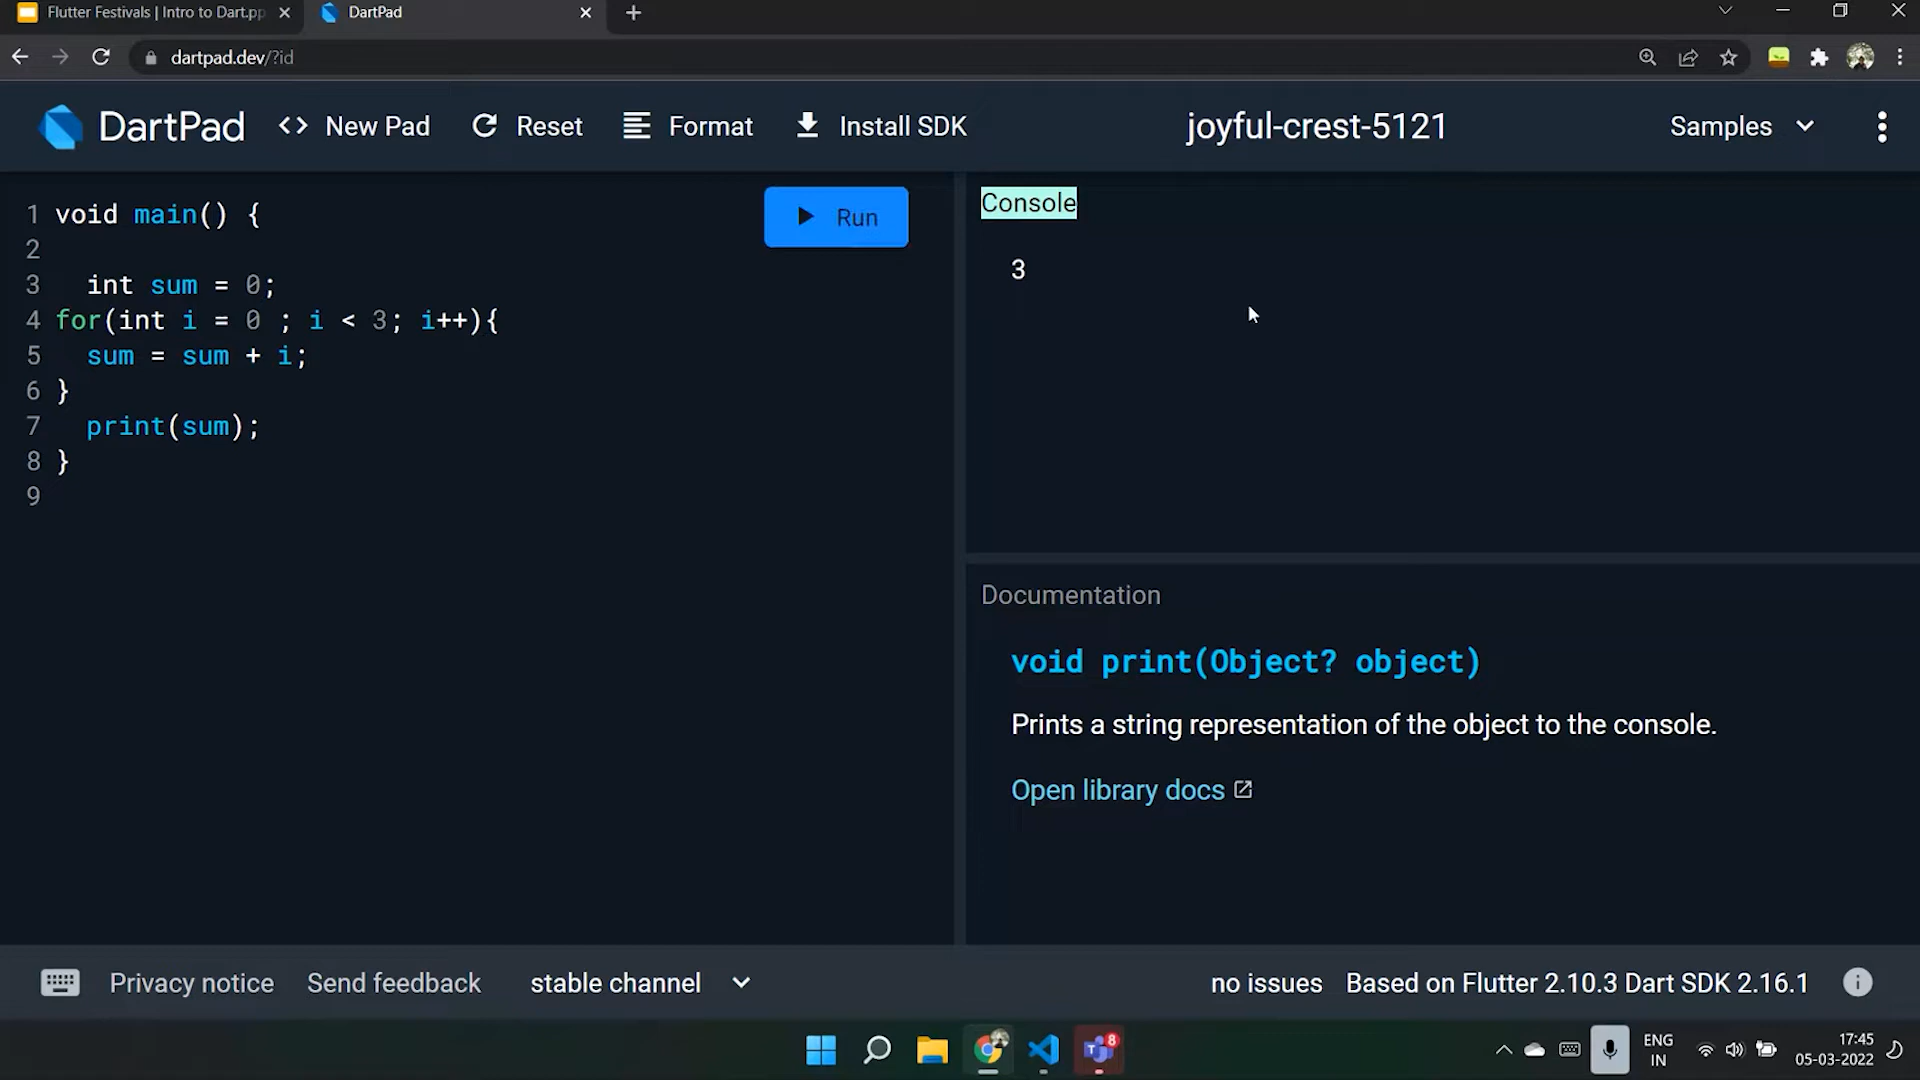 Flutter Festivals | Intro to Dart.pp
DartPad
dartpad.dev/?id
DartPad
<> New Pad
Reset
Format
Install SDK
joyful-crest-5121
Samples
1 void main() {
2
3 int sum = 0;
4 for(int i = 0 ; i < 3; i++){
5 sum = sum + i;
6 }
7 print(sum);
8 }
9
Run
Console
3
Documentation
void print(Object? object)
Prints a string representation of the object to the console.
Open library docs
Privacy notice
Send feedback
stable channel
no issues
Based on Flutter 2.10.3 Dart SDK 2.16.1
8
ENG
IN
17:45
05-03-2022